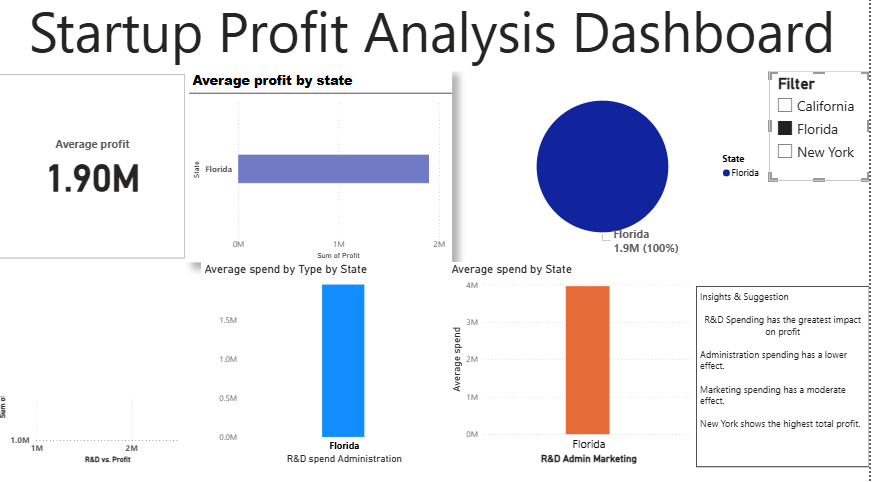 Startup Profit Analysis Dashboard
Average profit
1.90M
Average profit by state
State
Florida
0M
1M
2M
Sum of Profit
Florida
1.9M (100%)
State
Florida
Filter
California
Florida
New York
Sum of
1.0M
1M
2M
R&D vs. Profit
Average spend by Type by State
1.5M
1.0M
0.5M
0.0M
Florida
R&D spend Administration
Average spend by State
Average spend
4M
3M
2M
1M
0M
Florida
R&D Admin Marketing
Insights & Suggestion
R&D Spending has the greatest impact
on profit
Administration spending has a lower
effect.
Marketing spending has a moderate
effect.
New York shows the highest total profit.